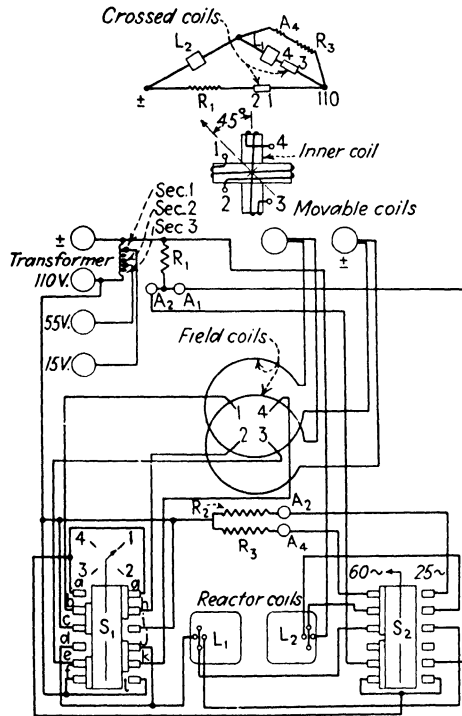 Crossed coils
A4
L2
L1
4 3
R3
±
R1
2 1
110
45°
1
4
Inner coil
2
3
Sec.1
Sec.2
Sec 3
Movable coils
±
±
Transformer
R1
110V.
A2 A1
55V.
Field coils
15V.
1 4
2 3
R2
A2
R3
A4
4 1
3 2
60~
25~
a g
b
c
Reactor coils
d
S1
j
e k
f
l
L1
L2
S2